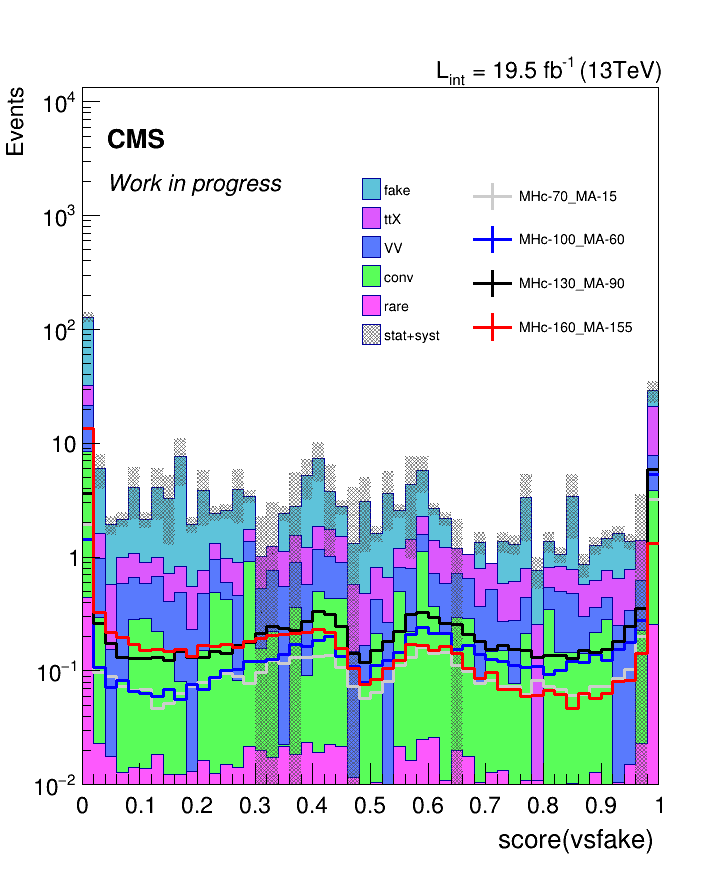 L_int = 19.5 fb^-1 (13TeV)
Events
CMS
Work in progress
fake
ttX
VV
conv
rare
stat+syst
MHc-70_MA-15
MHc-100_MA-60
MHc-130_MA-90
MHc-160_MA-155
10^4
10^3
10^2
10
1
10^-1
10^-2
0 0.1 0.2 0.3 0.4 0.5 0.6 0.7 0.8 0.9 1
score(vsfake)